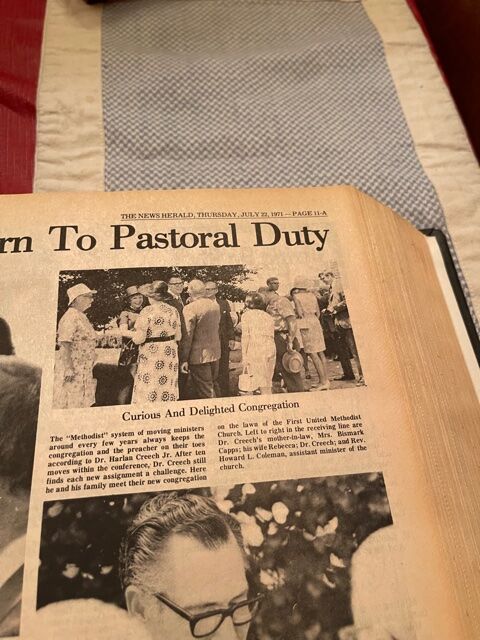 THE NEWS HERALD, THURSDAY, JULY 22, 1971 — PAGE 11-A
rn To Pastoral Duty
Curious And Delighted Congregation
The "Methodist" system of moving ministers
around every few years always keeps the
congregation and the preacher on their toes
according to Dr. Harlan Creech Jr. After ten
moves within the conference, Dr. Creech still
finds each new assignment a challenge. Here
he and his family meet their new congregation
on the lawn of the First United Methodist
Church. Left to right in the receiving line are
Dr. Creech's mother-in-law, Mrs. Bismark
Capps; his wife Rebecca; Dr. Creech; and Rev.
Howard L. Coleman, assistant minister of the
church.